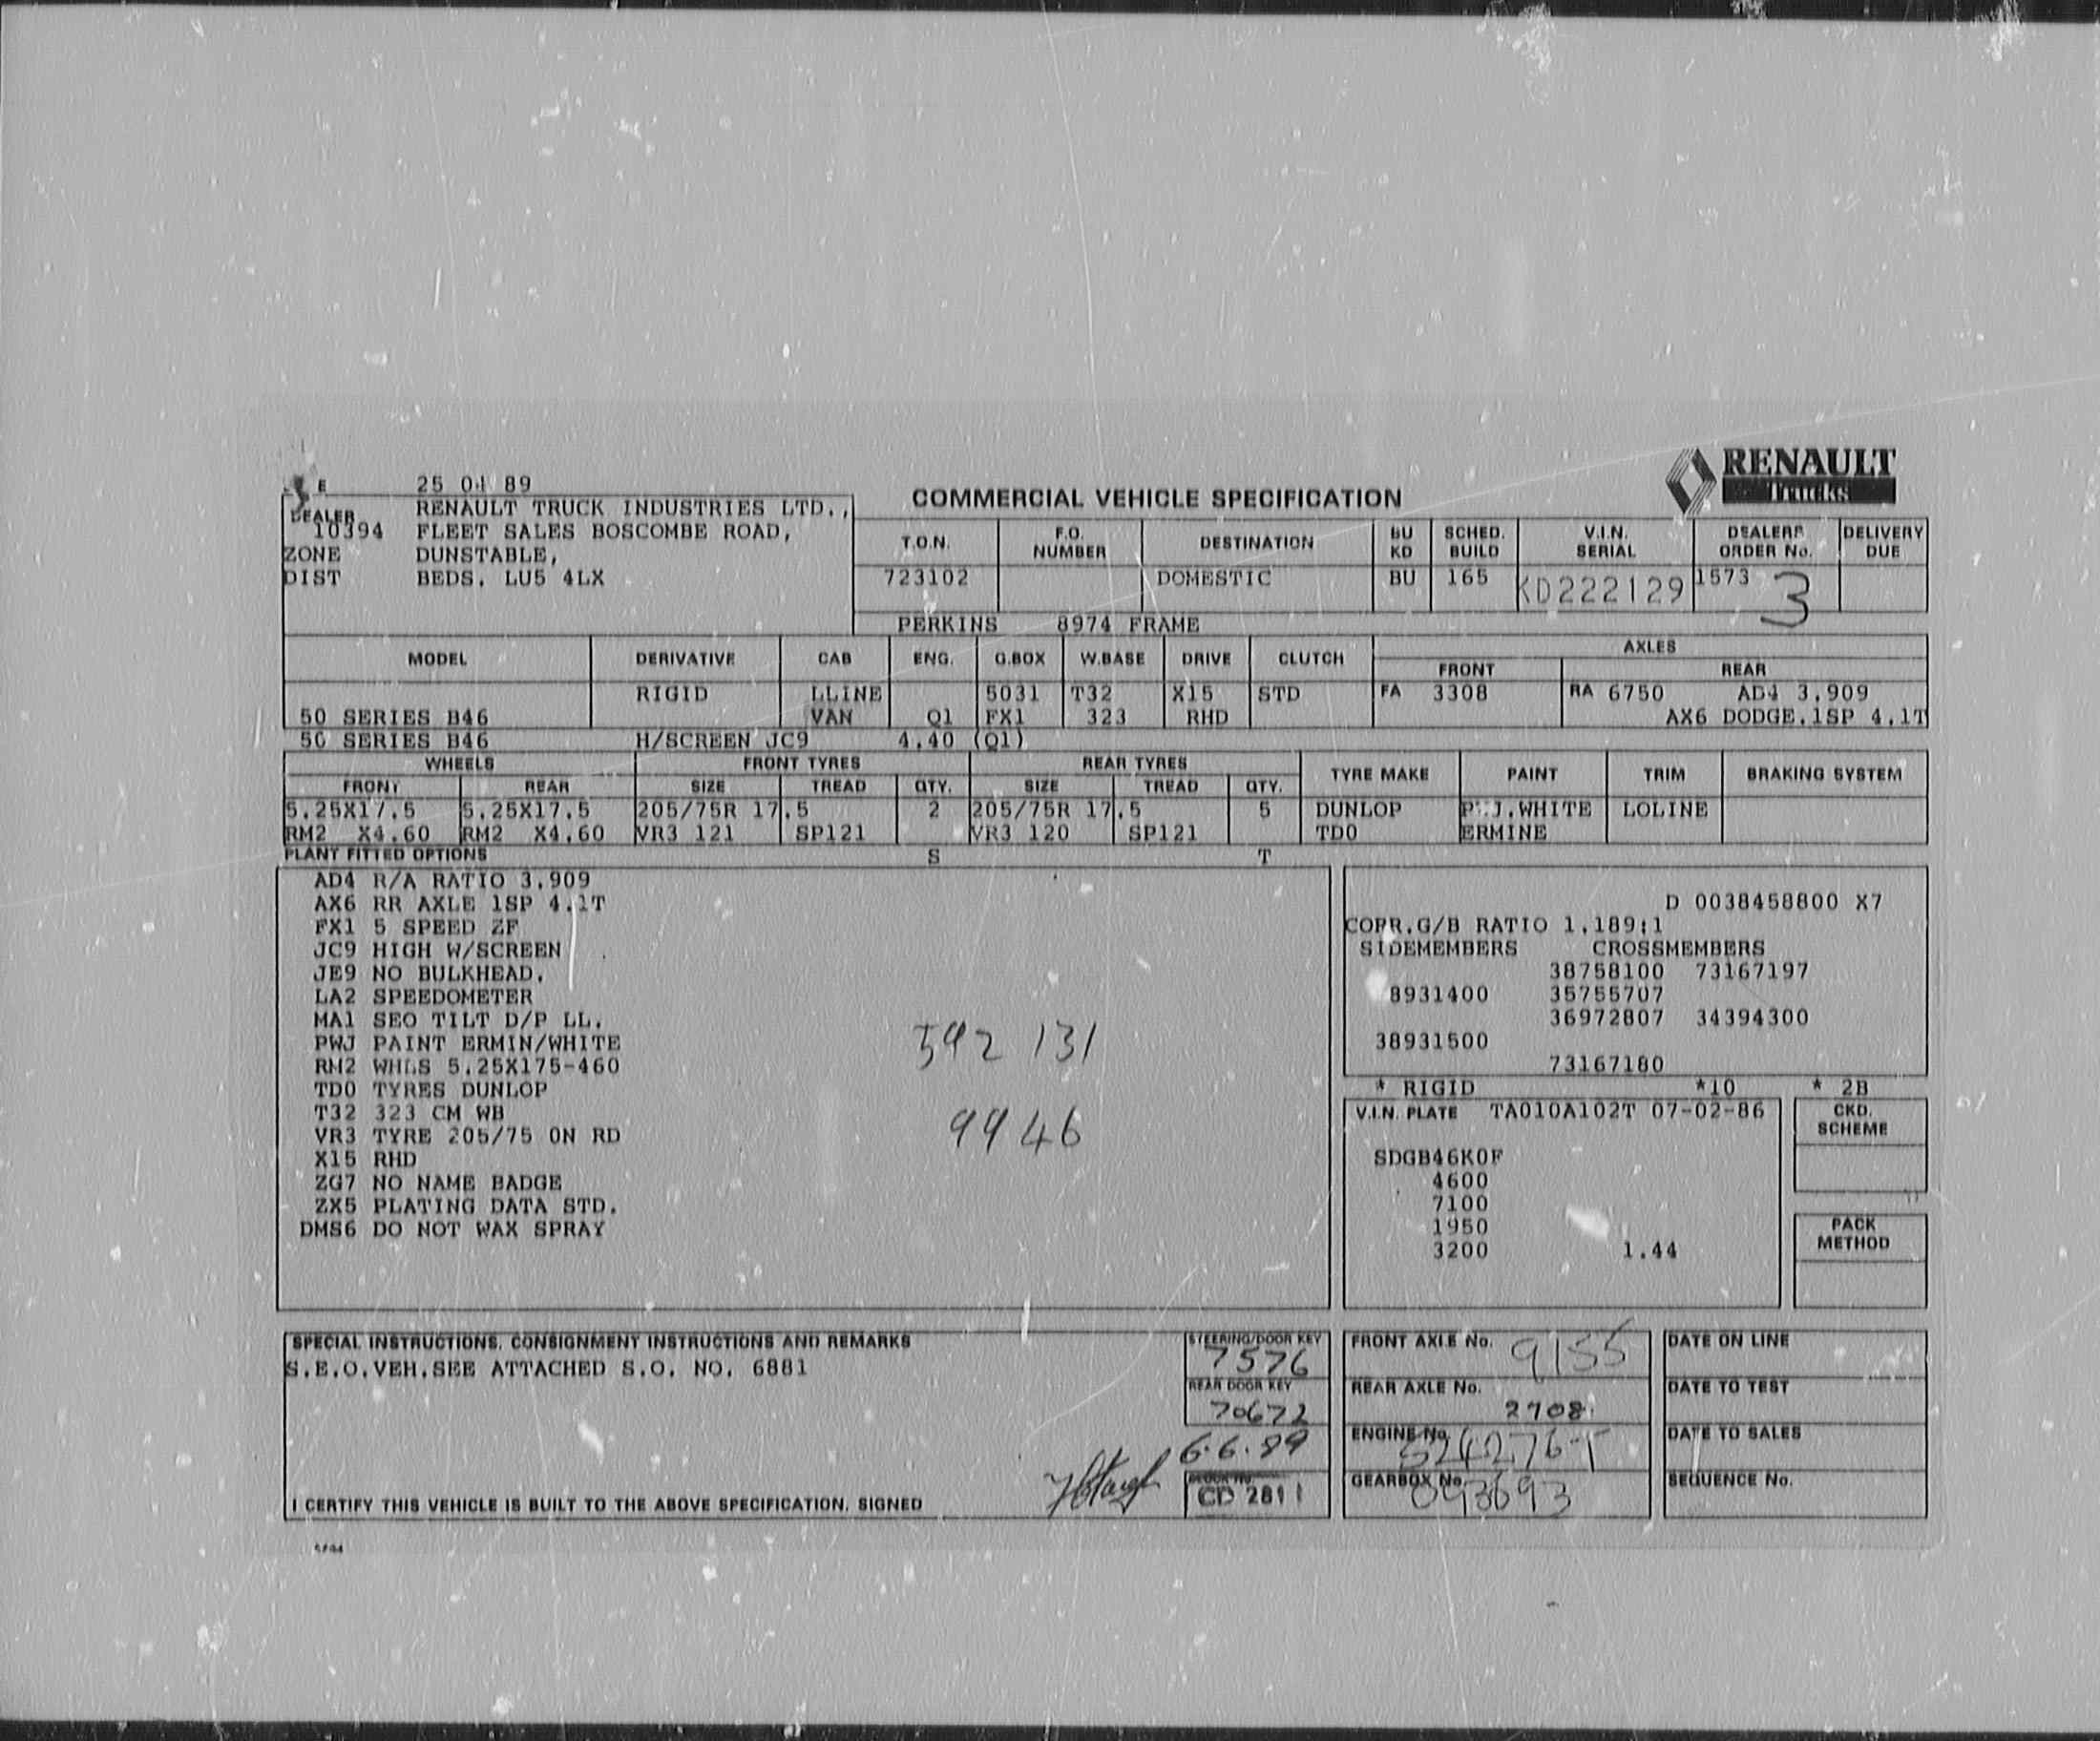 RENAULT
Trucks
25 04 89
COMMERCIAL VEHICLE SPECIFICATION
DEALER RENAULT TRUCK INDUSTRIES LTD.,
10394 FLEET SALES BOSCOMBE ROAD,
ZONE DUNSTABLE,
DIST BEDS. LU5 4LX
T.O.N. F.O. NUMBER DESTINATION BU KD SCHED. BUILD V.I.N. SERIAL DEALERS ORDER No. DELIVERY DUE
723102 DOMESTIC BU 165 KD222129 1573 3
PERKINS 8974 FRAME
MODEL DERIVATIVE CAB ENG. G.BOX W.BASE DRIVE CLUTCH AXLES
FRONT REAR
RIGID LLINE 5031 T32 X15 STD FA 3308 RA 6750 AD4 3.909
50 SERIES B46 VAN Q1 FX1 323 RHD AX6 DODGE.1SP 4.1T
50 SERIES B46 H/SCREEN JC9 4.40 (Q1)
WHEELS FRONT TYRES REAR TYRES TYRE MAKE PAINT TRIM BRAKING SYSTEM
FRONT REAR SIZE TREAD QTY. SIZE TREAD QTY.
5.25X17.5 5.25X17.5 205/75R 17.5 2 205/75R 17.5 5 DUNLOP PWJ.WHITE LOLINE
RM2 X4.60 RM2 X4.60 VR3 121 SP121 VR3 120 SP121 TD0 ERMINE
PLANT FITTED OPTIONS S T
AD4 R/A RATIO 3.909
AX6 RR AXLE 1SP 4.1T
FX1 5 SPEED ZF
JC9 HIGH W/SCREEN
JE9 NO BULKHEAD.
LA2 SPEEDOMETER
MA1 SEO TILT D/P LL.
PWJ PAINT ERMIN/WHITE
RM2 WHLS 5.25X175-460
TD0 TYRES DUNLOP
T32 323 CM WB
VR3 TYRE 205/75 ON RD
X15 RHD
ZG7 NO NAME BADGE
ZX5 PLATING DATA STD.
DMS6 DO NOT WAX SPRAY
592 131
9946
D 0038458800 X7
COPR.G/B RATIO 1.189:1
SIDEMEMBERS CROSSMEMBERS
38758100 73167197
8931400 35755707
36972807 34394300
38931500
73167180
* RIGID *10 * 2B
V.I.N. PLATE TA010A102T 07-02-86
SDGB46K0F
4600
7100
1950
3200 1.44
CKD. SCHEME
PACK METHOD
SPECIAL INSTRUCTIONS. CONSIGNMENT INSTRUCTIONS AND REMARKS
S.E.O.VEH.SEE ATTACHED S.O. NO. 6881
I CERTIFY THIS VEHICLE IS BUILT TO THE ABOVE SPECIFICATION. SIGNED
STEERING/DOOR KEY
7576
REAR DOOR KEY
70672
6.6.89
CD 2811
FRONT AXLE No. 9155
REAR AXLE No. 2708
ENGINE No. S24276T
GEARBOX No. 093693
DATE ON LINE
DATE TO TEST
DATE TO SALES
SEQUENCE No.